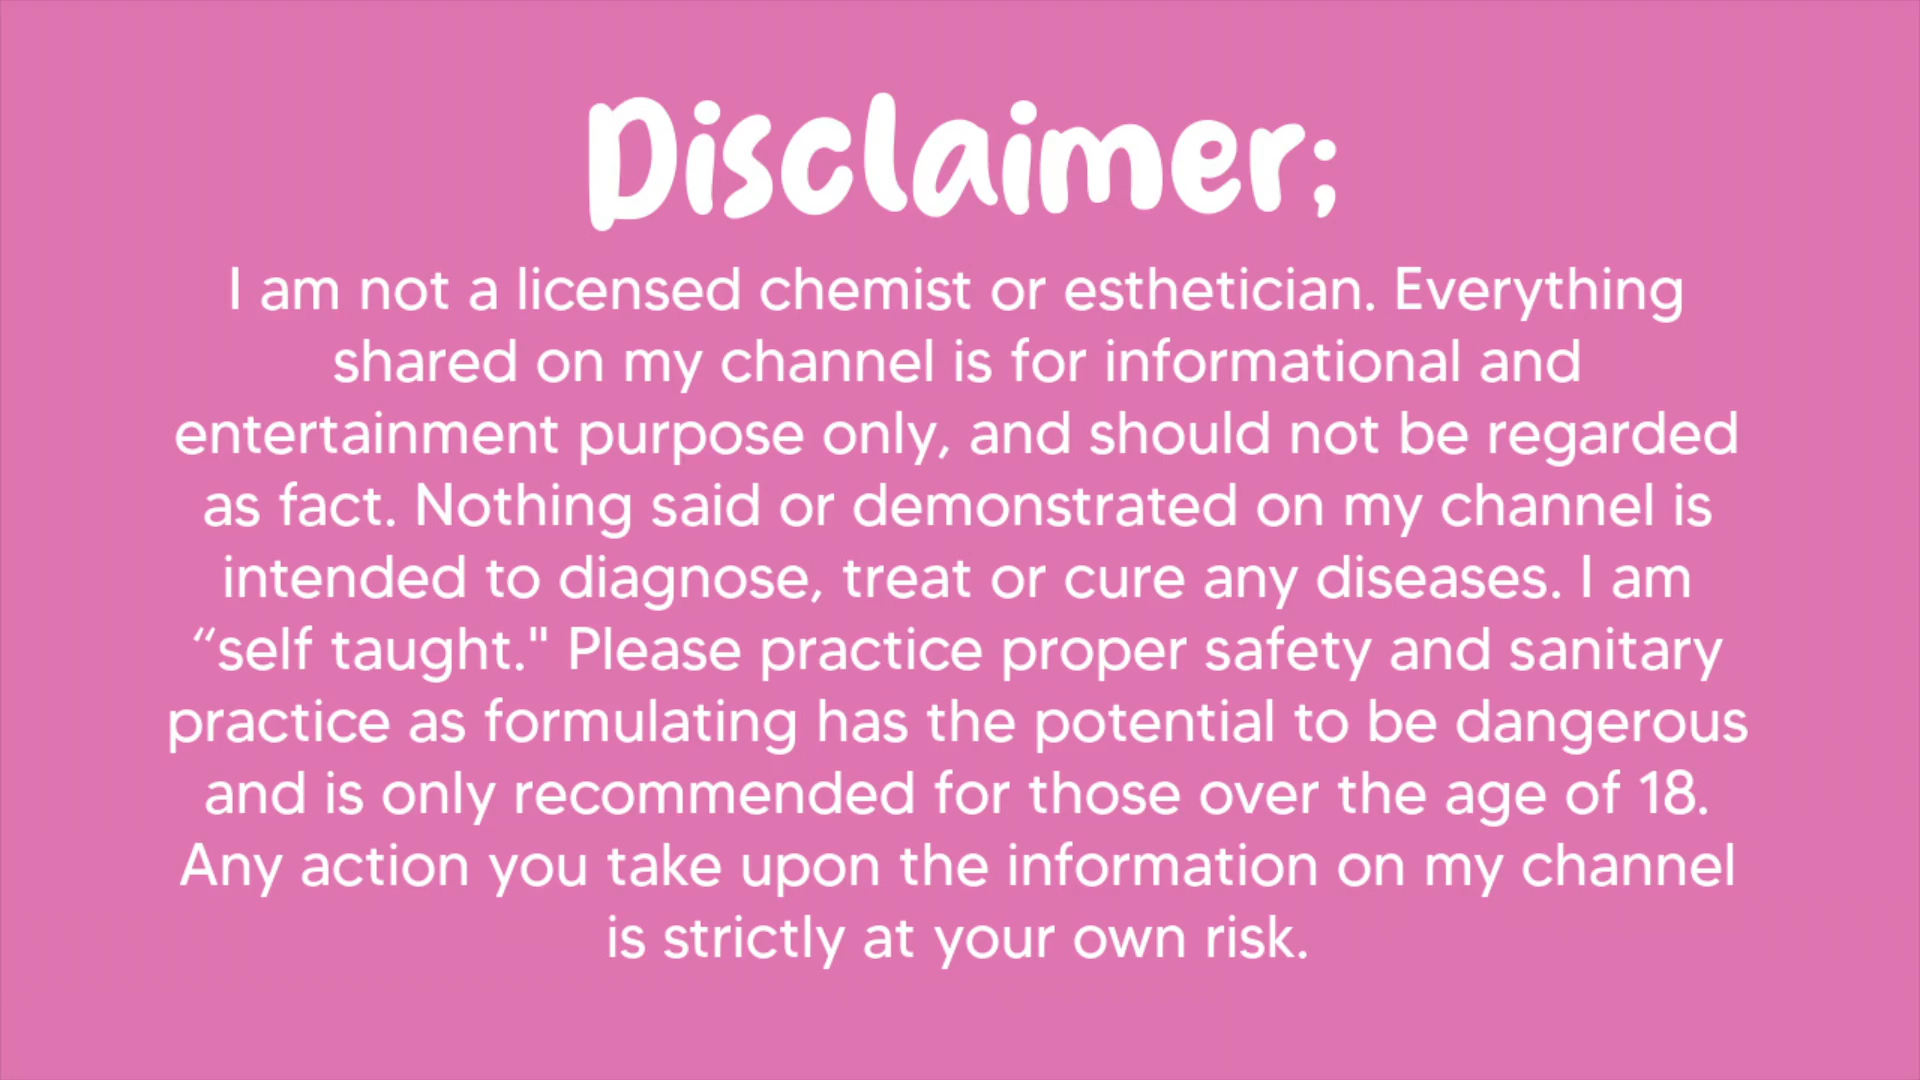 Disclaimer;
I am not a licensed chemist or esthetician. Everything
shared on my channel is for informational and
entertainment purpose only, and should not be regarded
as fact. Nothing said or demonstrated on my channel is
intended to diagnose, treat or cure any diseases. I am
“self taught." Please practice proper safety and sanitary
practice as formulating has the potential to be dangerous
and is only recommended for those over the age of 18.
Any action you take upon the information on my channel
is strictly at your own risk.